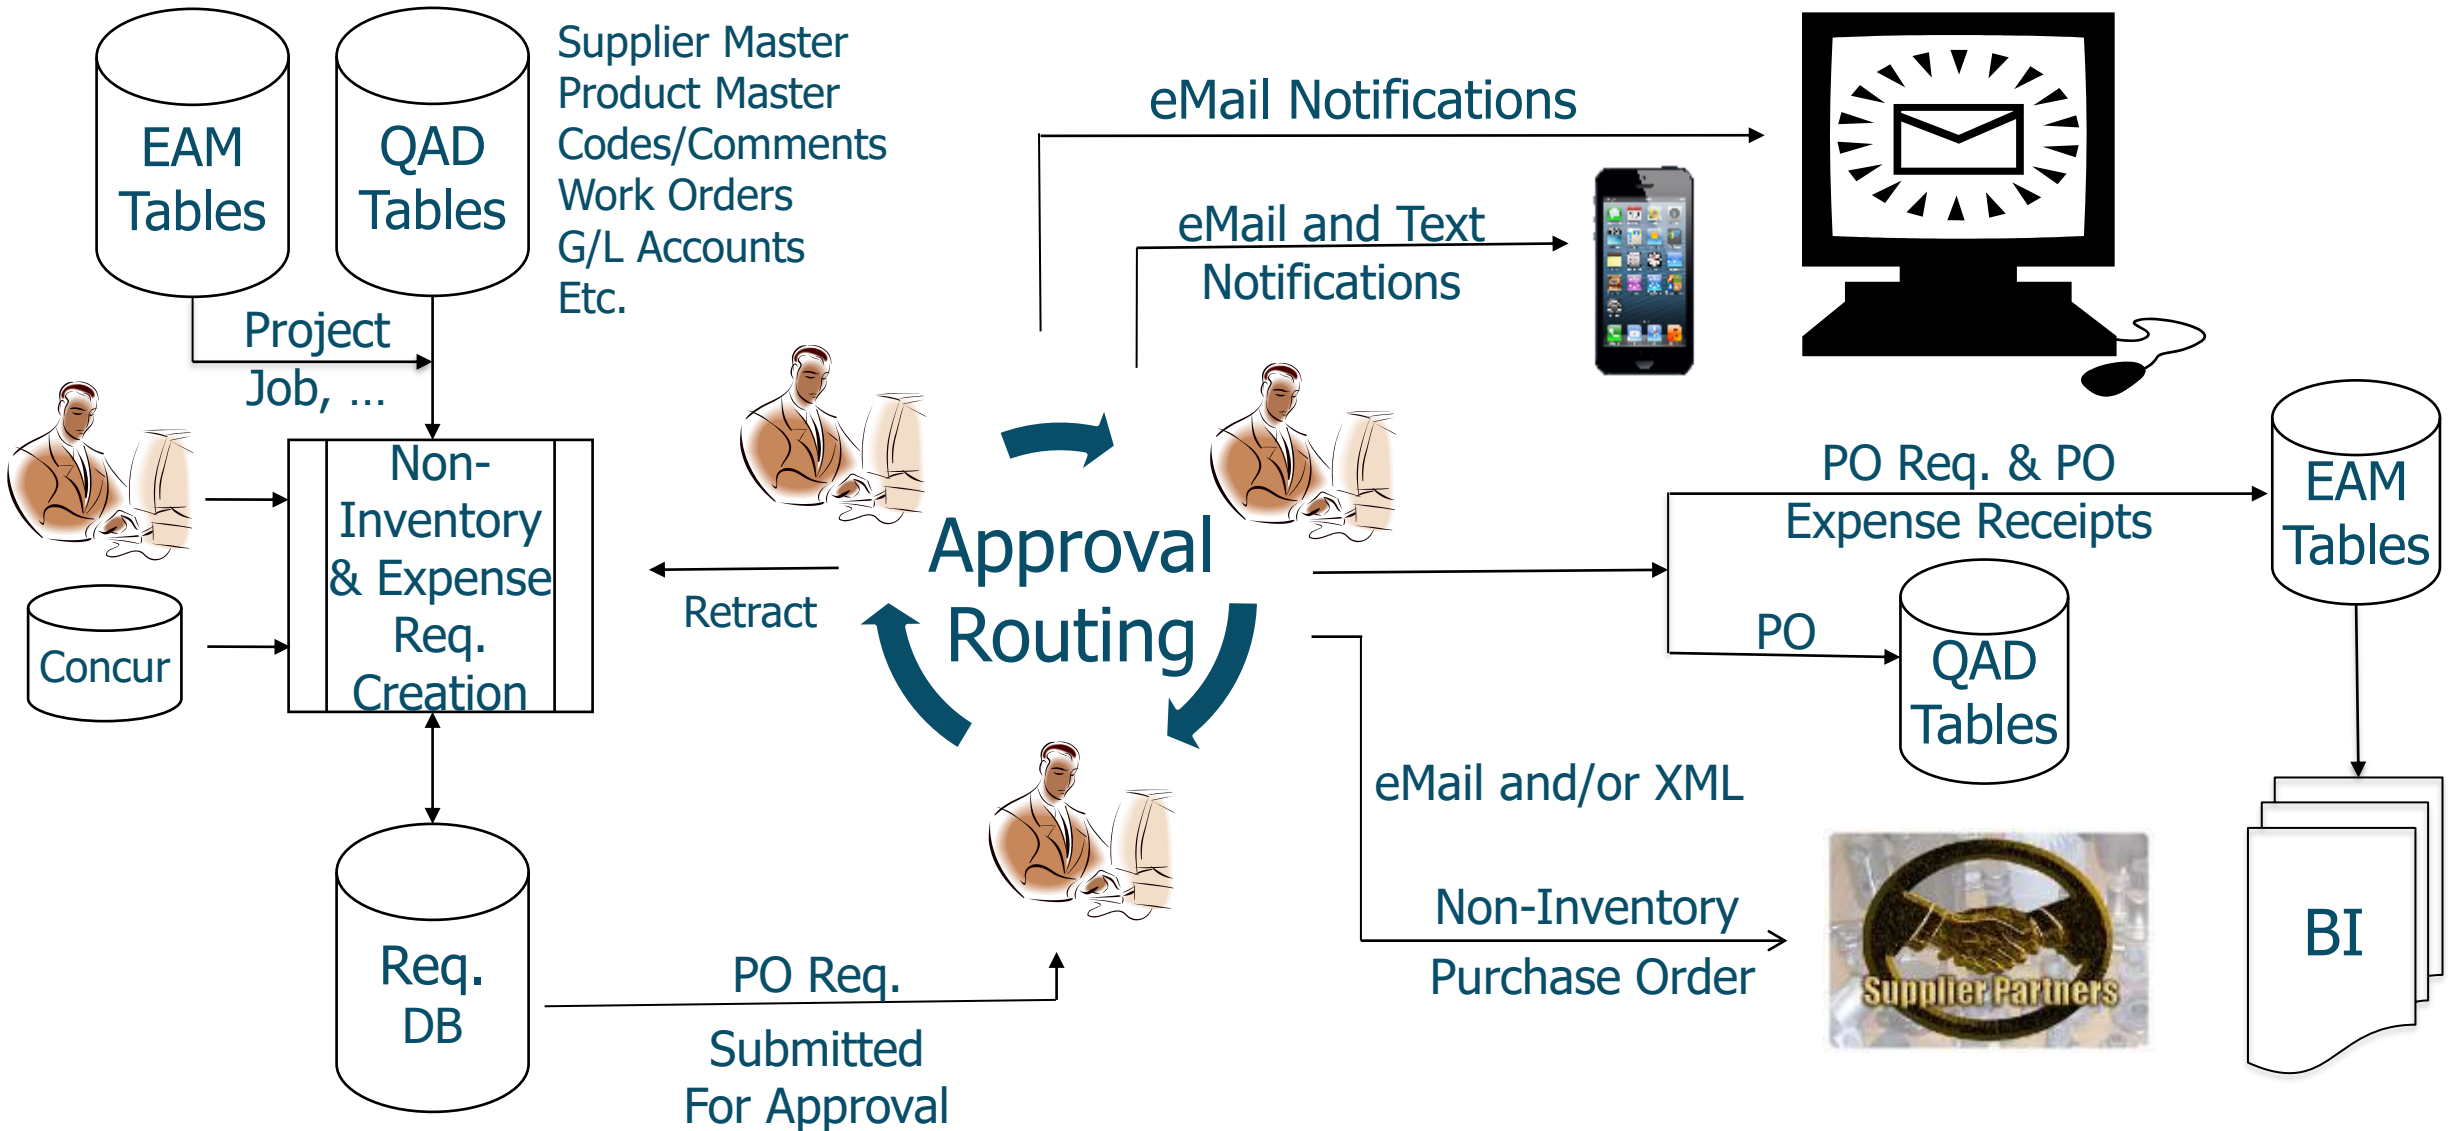 EAM
Tables
QAD
Tables
Supplier Master
Product Master
Codes/Comments
Work Orders
G/L Accounts
Etc.
Project
Job, ...
Non-
Inventory
& Expense
Req.
Creation
Concur
Req.
DB
PO Req.
Submitted
For Approval
Retract
Approval
Routing
eMail Notifications
eMail and Text
Notifications
PO Req. & PO
Expense Receipts
EAM
Tables
PO
QAD
Tables
eMail and/or XML
Non-Inventory
Purchase Order
Supplier Partners
BI